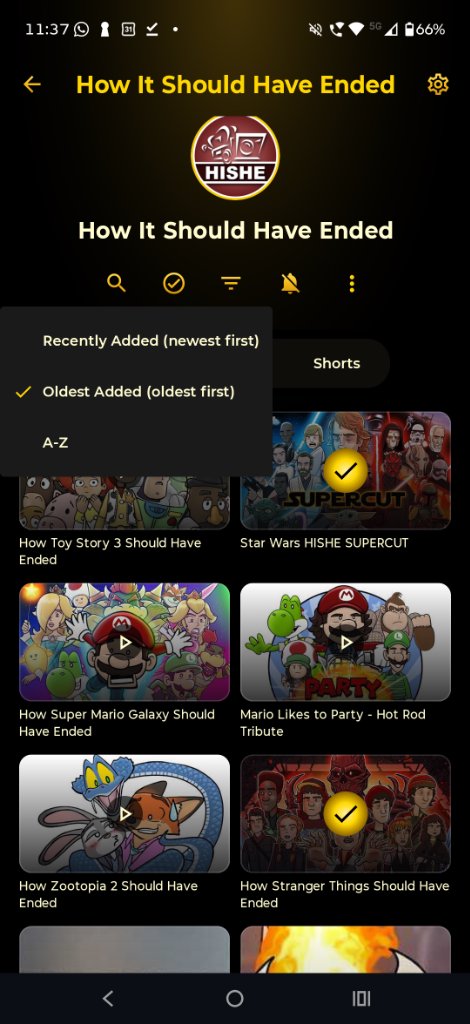 11:37
31
5G
66%
How It Should Have Ended
HISHE
How It Should Have Ended
Recently Added (newest first)
Oldest Added (oldest first)
A-Z
Shorts
SUPERCUT
How Toy Story 3 Should Have
Ended
Star Wars HISHE SUPERCUT
PARTY
How Super Mario Galaxy Should
Have Ended
Mario Likes to Party - Hot Rod
Tribute
How Zootopia 2 Should Have
Ended
How Stranger Things Should Have
Ended